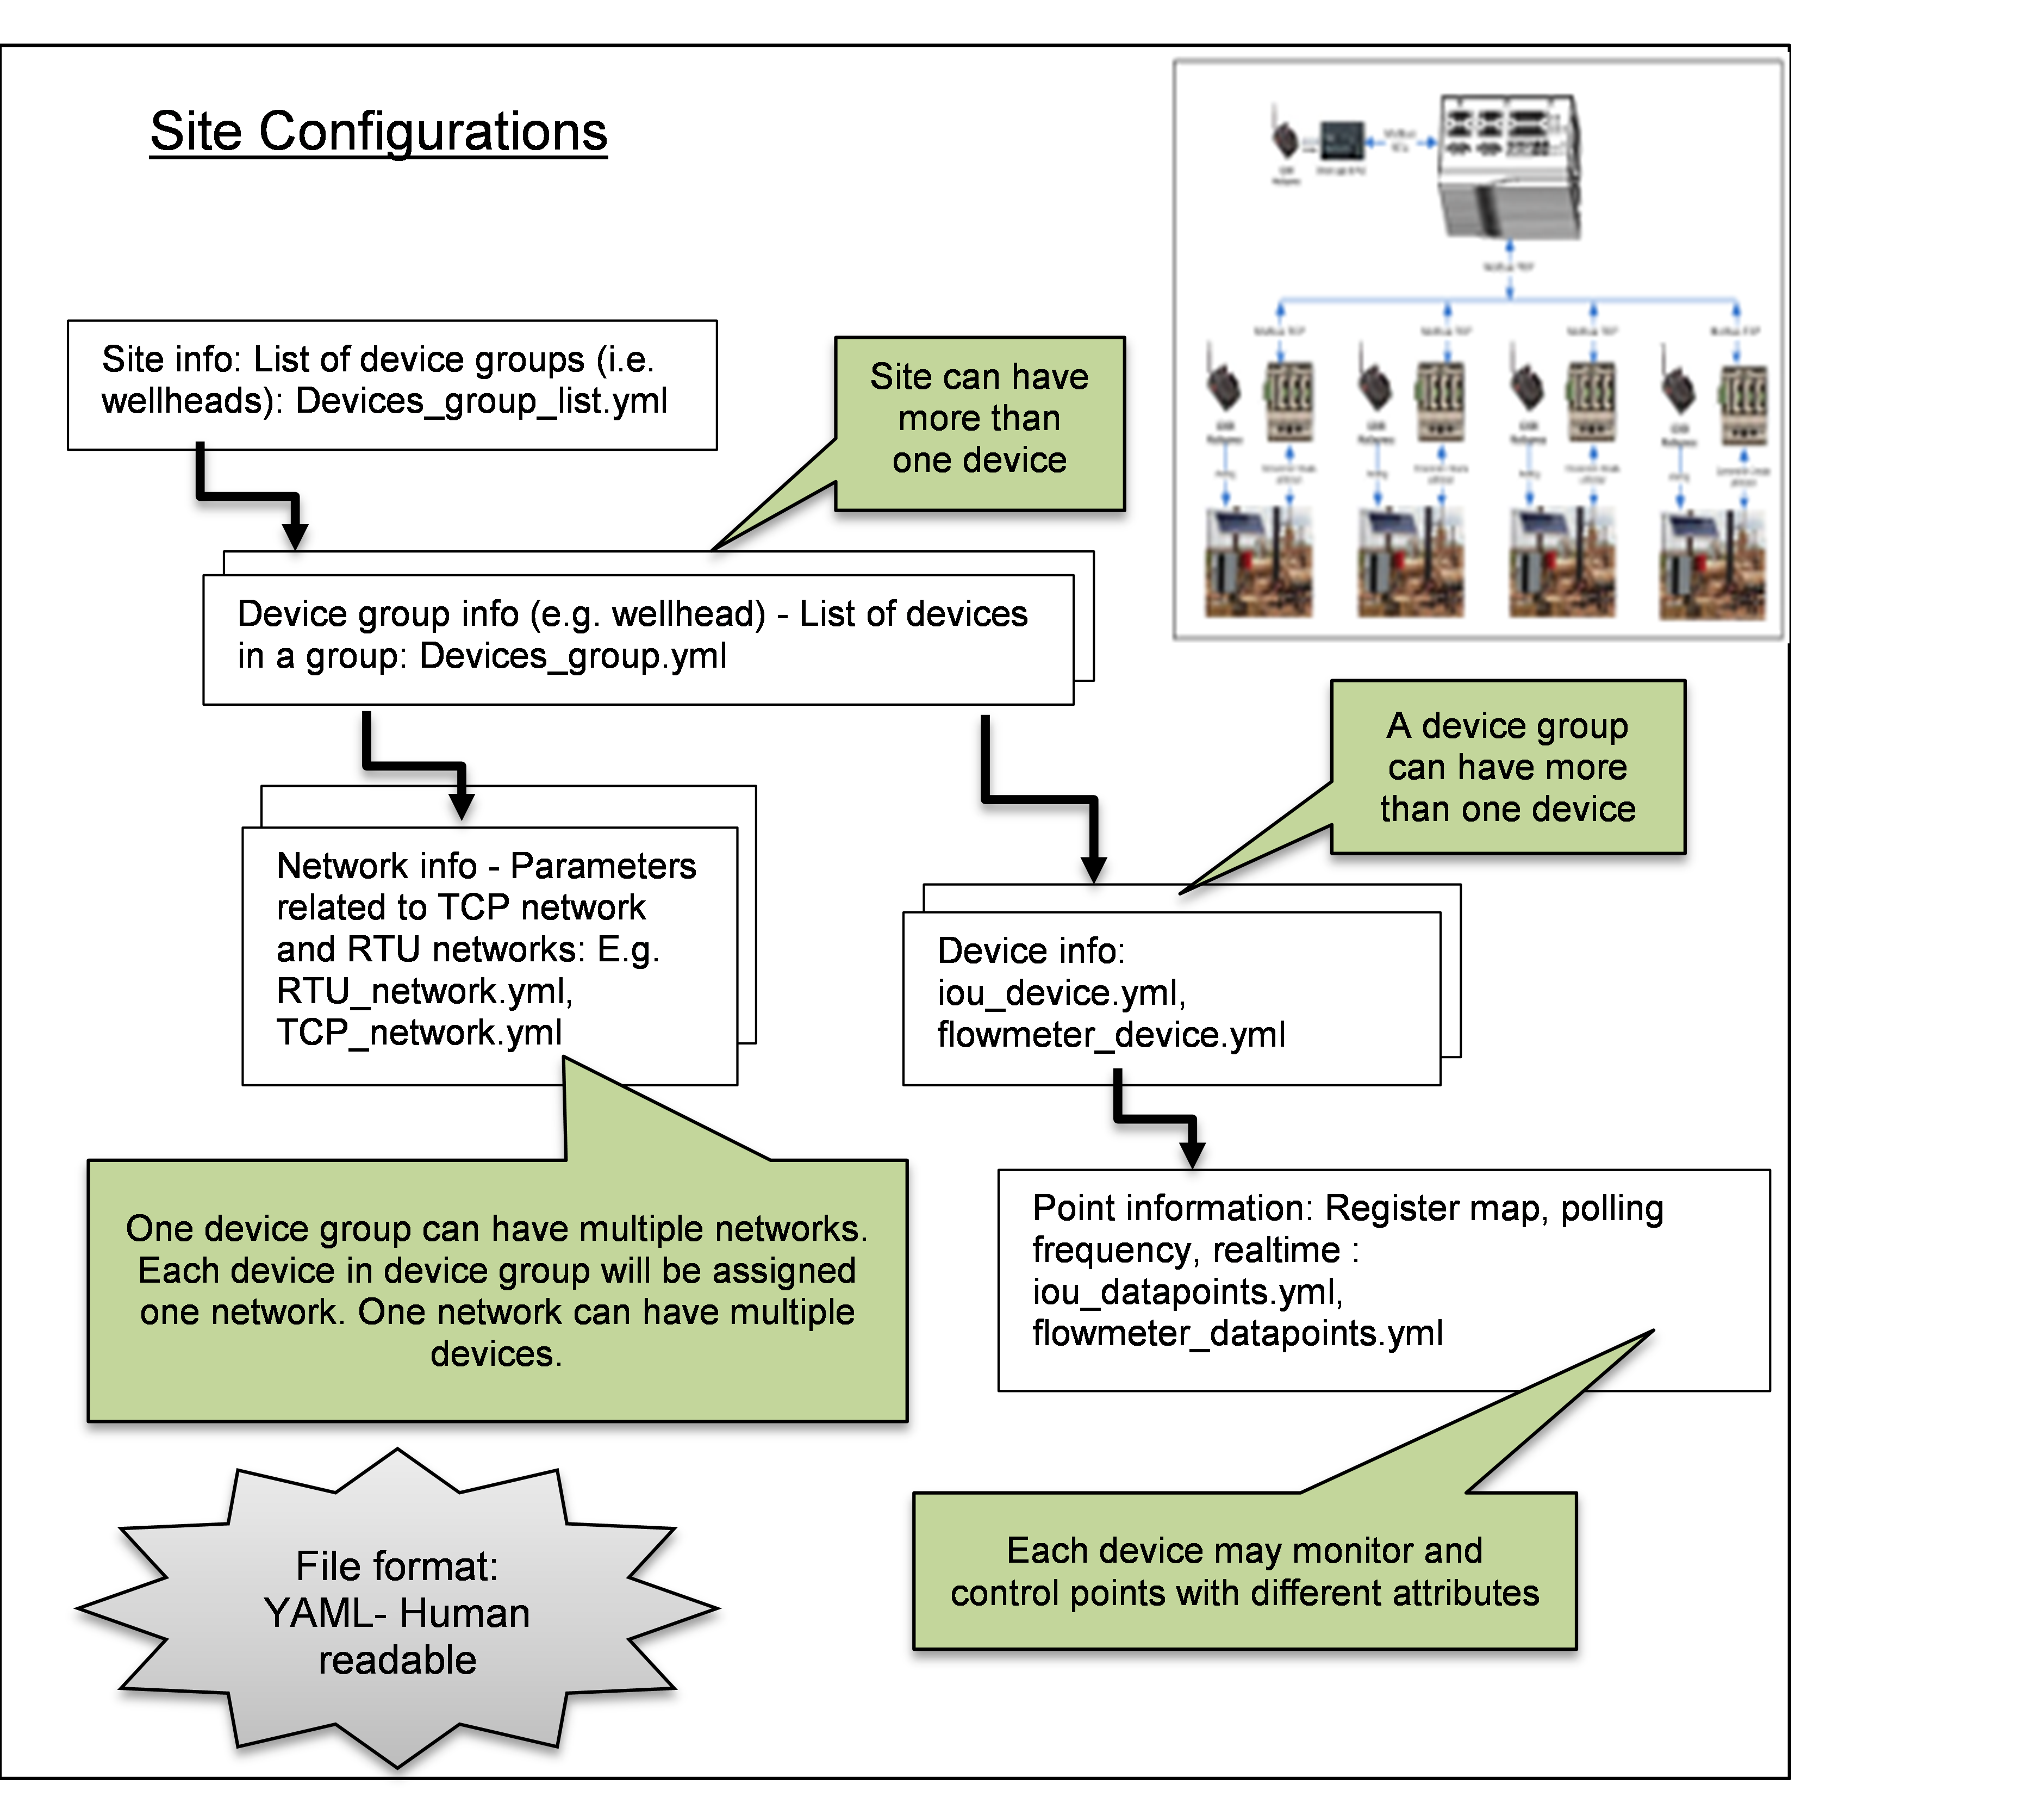 Site Configurations
Site info: List of device groups (i.e.
wellheads): Devices_group_list.yml
Site can have
more than
one device
Device group info (e.g. wellhead) - List of devices
in a group: Devices_group.yml
A device group
can have more
than one device
Network info - Parameters
related to TCP network
and RTU networks: E.g.
RTU_network.yml,
TCP_network.yml
Device info:
iou_device.yml,
flowmeter_device.yml
One device group can have multiple networks.
Each device in device group will be assigned
one network. One network can have multiple
devices.
Point information: Register map, polling
frequency, realtime :
iou_datapoints.yml,
flowmeter_datapoints.yml
Each device may monitor and
control points with different attributes
File format:
YAML- Human
readable